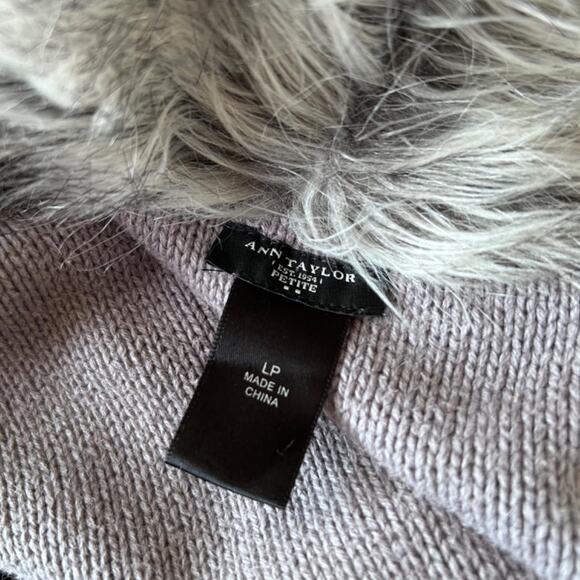 ANN TAYLOR
EST. 1954
PETITE
LP
MADE IN
CHINA